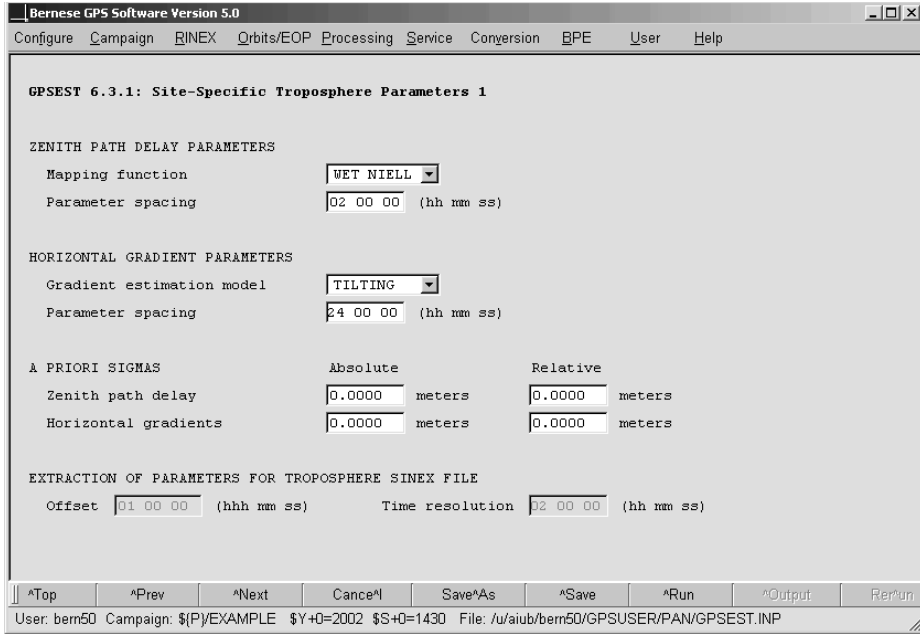 Bernese GPS Software Version 5.0
Configure Campaign RINEX Orbits/EOP Processing Service Conversion BPE User Help
GPSEST 6.3.1: Site-Specific Troposphere Parameters 1
ZENITH PATH DELAY PARAMETERS
Mapping function WET NIELL
Parameter spacing 02 00 00 (hh mm ss)
HORIZONTAL GRADIENT PARAMETERS
Gradient estimation model TILTING
Parameter spacing 24 00 00 (hh mm ss)
A PRIORI SIGMAS Absolute Relative
Zenith path delay 0.0000 meters 0.0000 meters
Horizontal gradients 0.0000 meters 0.0000 meters
EXTRACTION OF PARAMETERS FOR TROPOSPHERE SINEX FILE
Offset 01 00 00 (hhh mm ss) Time resolution 02 00 00 (hh mm ss)
^Top ^Prev ^Next Cance^l Save^As ^Save ^Run ^Output Rer^un
User: bern50 Campaign: ${P}/EXAMPLE $Y+0=2002 $S+0=1430 File: /u/aiub/bern50/GPSUSER/PAN/GPSEST.INP